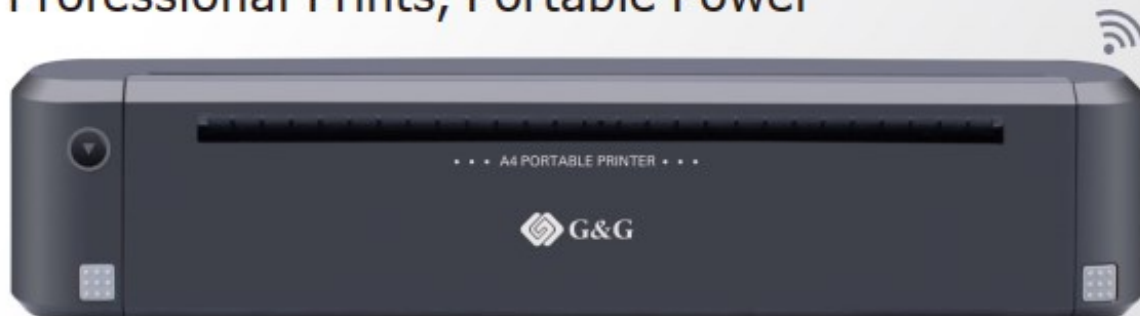 Professional Prints, Portable Power
• • • A4 PORTABLE PRINTER • • •
G&G